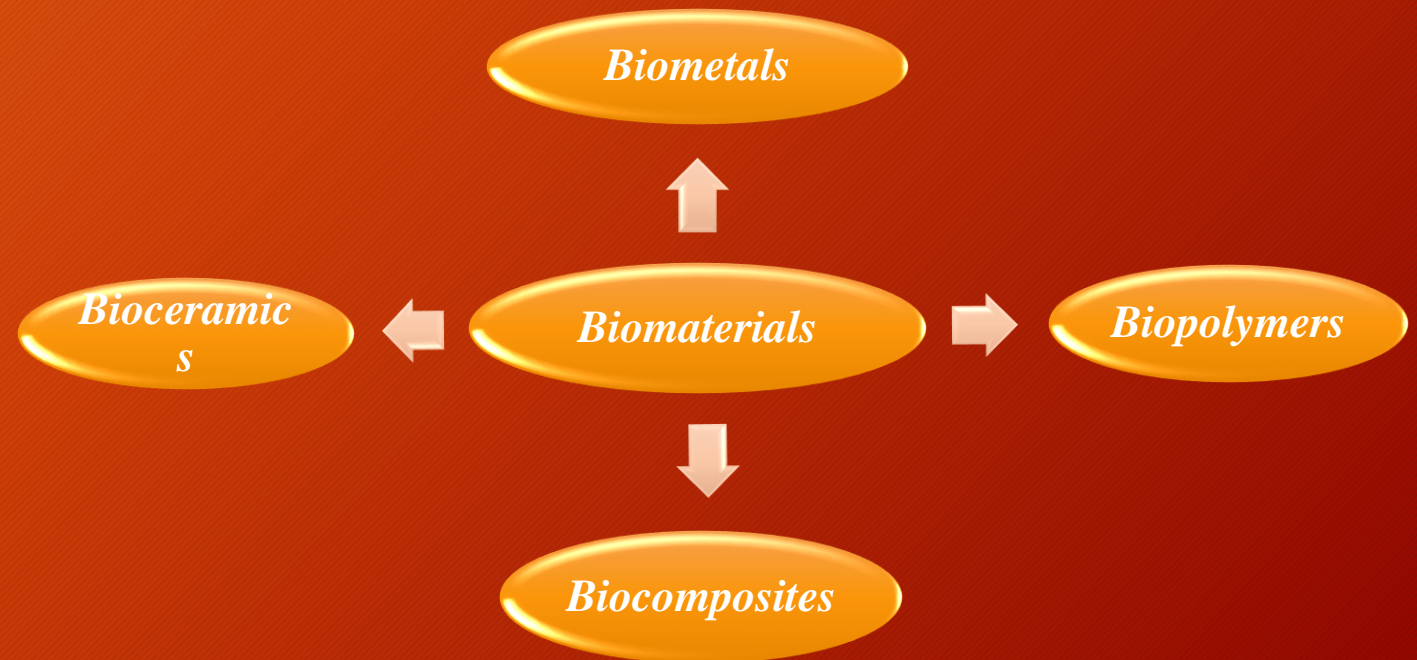 Biometals
Bioceramic
s
Biomaterials
Biopolymers
Biocomposites